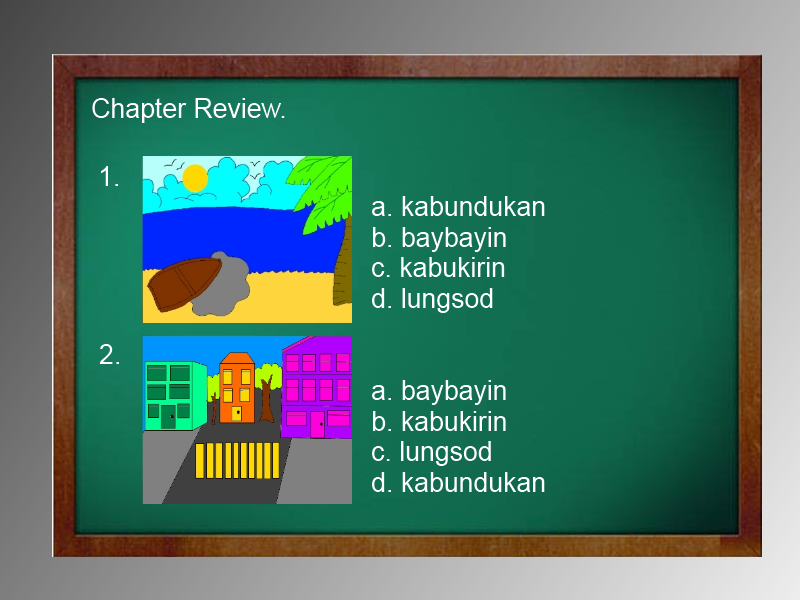 Chapter Review.
1.
a. kabundukan
b. baybayin
c. kabukirin
d. lungsod
2.
a. baybayin
b. kabukirin
c. lungsod
d. kabundukan